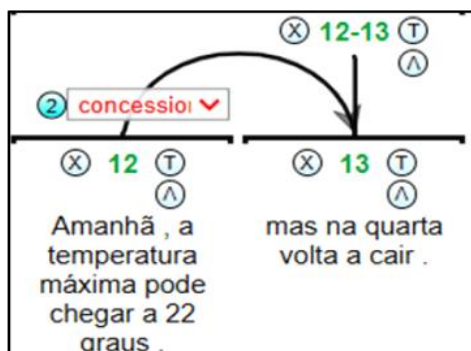 X 12-13 T
Λ
2 concessio
X 12 T X 13 T
Λ Λ
Amanhã , a
temperatura
máxima pode
chegar a 22
graus .
mas na quarta
volta a cair .